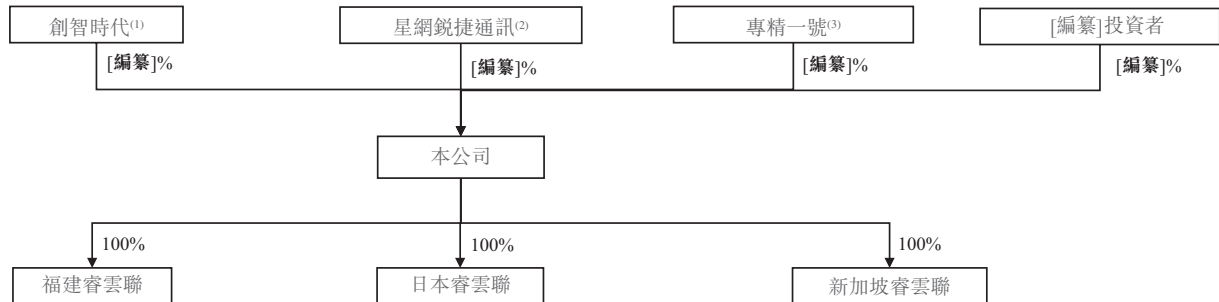 創智時代(1)
星網銳捷通訊(2)
專精一號(3)
[編纂]投資者
[編纂]%
[編纂]%
[編纂]%
[編纂]%
本公司
100%
100%
100%
福建睿雲聯
日本睿雲聯
新加坡睿雲聯